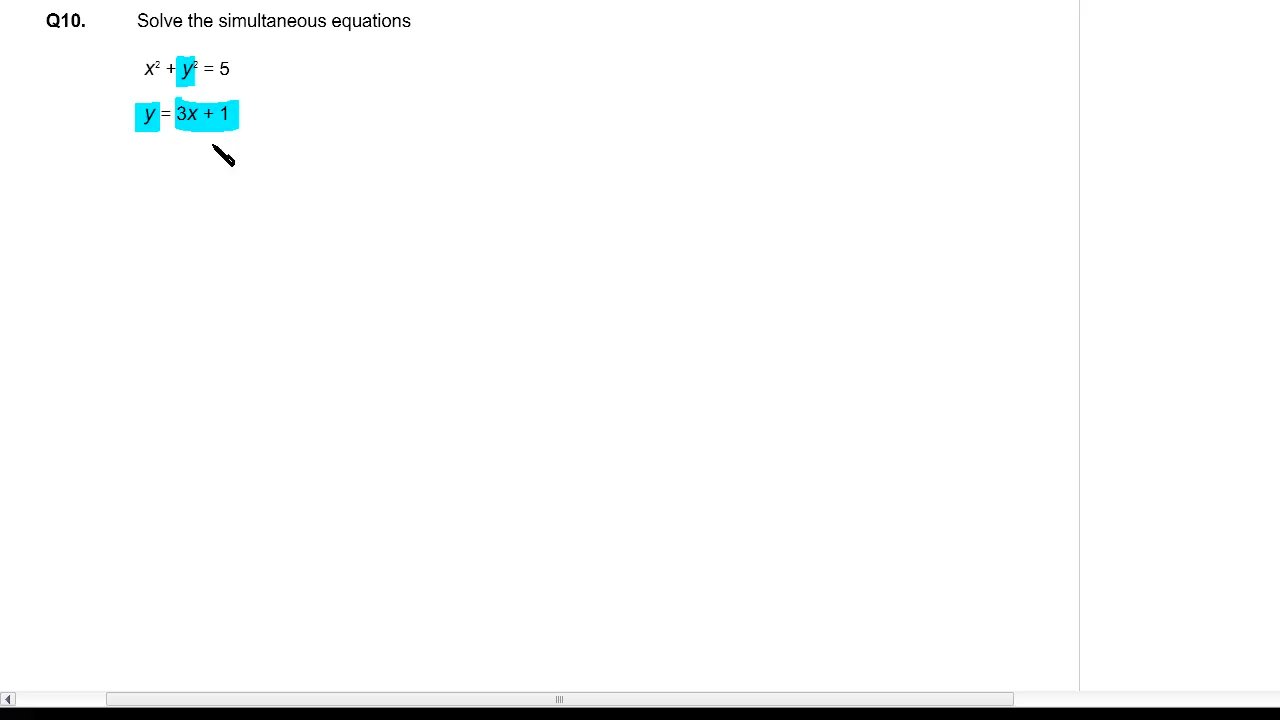 Q10. Solve the simultaneous equations
x² + y² = 5
y = 3x + 1